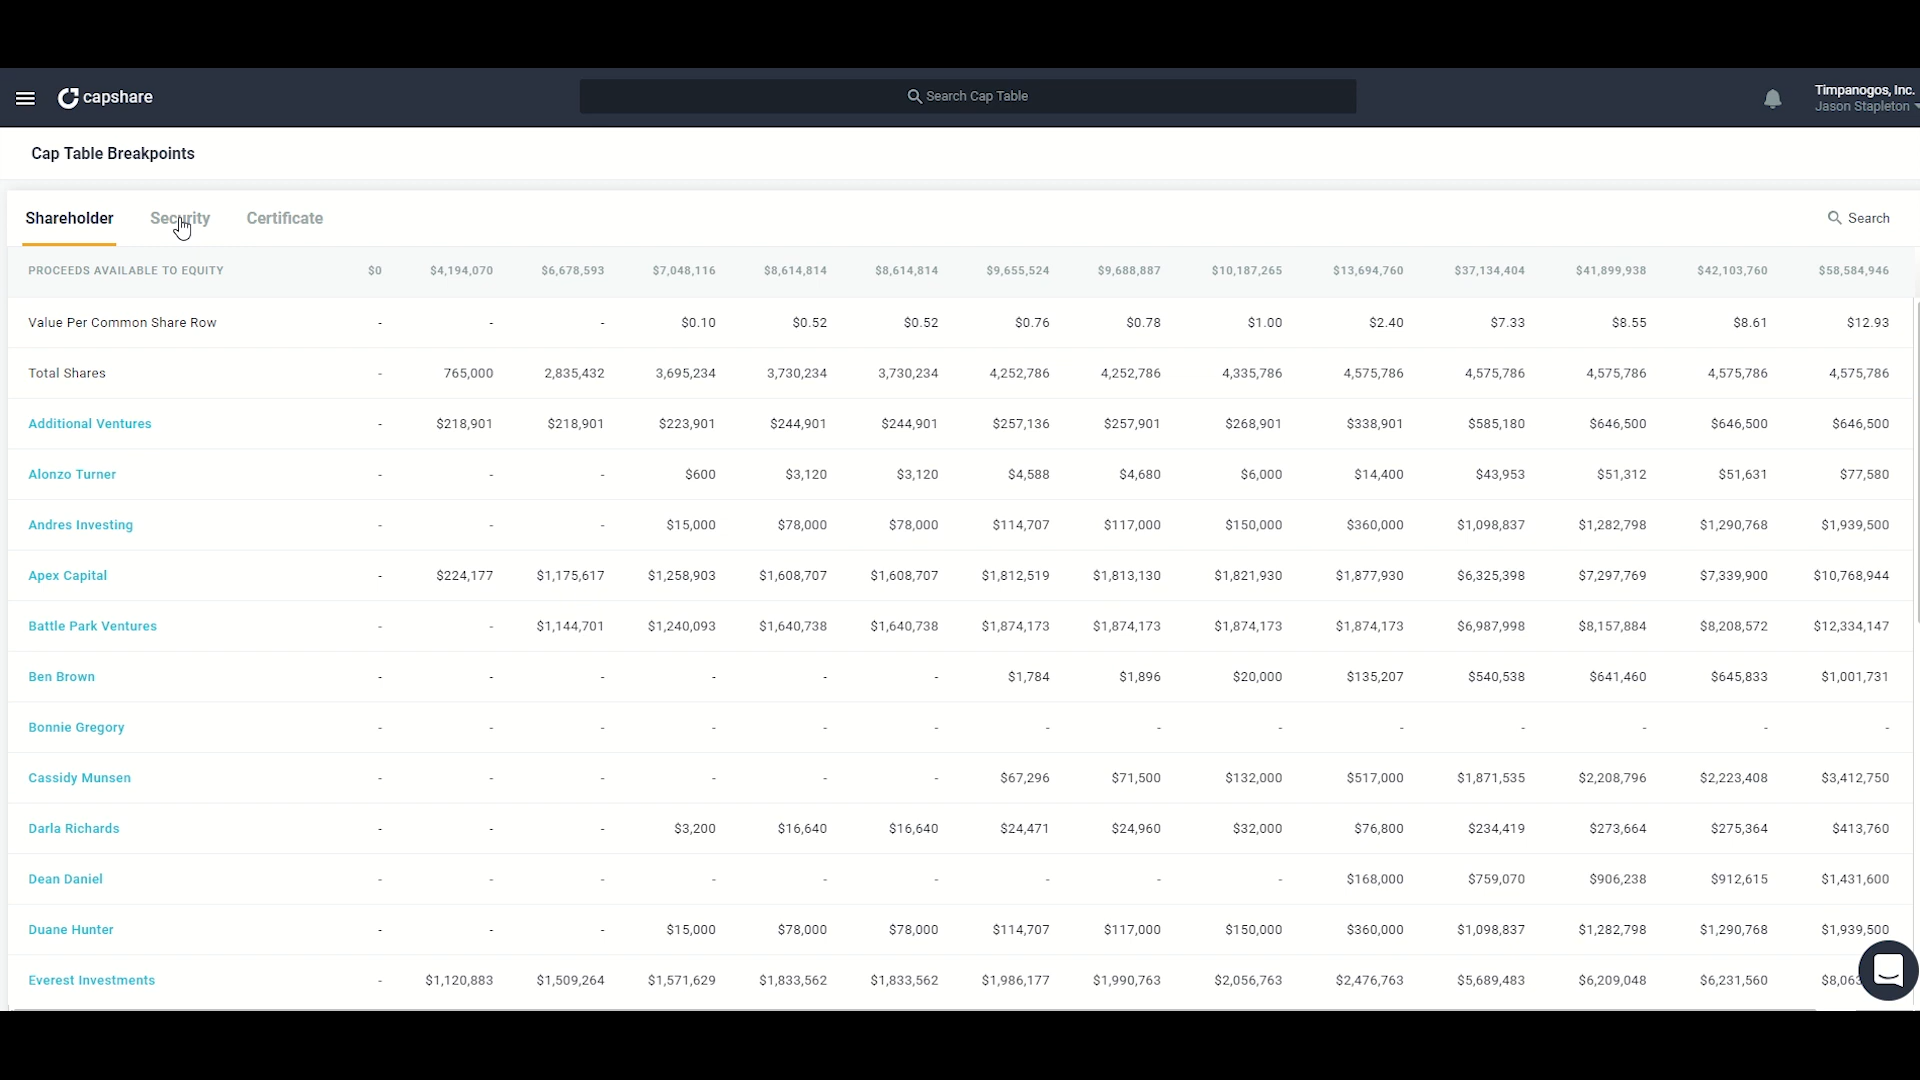 capshare
Search Cap Table
Timpanogos, Inc.
Jason Stapleton
Cap Table Breakpoints
Shareholder Security Certificate Search
PROCEEDS AVAILABLE TO EQUITY $0 $4,194,070 $6,678,593 $7,048,116 $8,614,814 $8,614,814 $9,655,524 $9,688,887 $10,187,265 $13,694,760 $37,134,404 $41,899,938 $42,103,760 $58,584,946
Value Per Common Share Row - - - $0.10 $0.52 $0.52 $0.76 $0.78 $1.00 $2.40 $7.33 $8.55 $8.61 $12.93
Total Shares - 765,000 2,835,432 3,695,234 3,730,234 3,730,234 4,252,786 4,252,786 4,335,786 4,575,786 4,575,786 4,575,786 4,575,786 4,575,786
Additional Ventures - $218,901 $218,901 $223,901 $244,901 $244,901 $257,136 $257,901 $268,901 $338,901 $585,180 $646,500 $646,500 $646,500
Alonzo Turner - - - $600 $3,120 $3,120 $4,588 $4,680 $6,000 $14,400 $43,953 $51,312 $51,631 $77,580
Andres Investing - - - $15,000 $78,000 $78,000 $114,707 $117,000 $150,000 $360,000 $1,098,837 $1,282,798 $1,290,768 $1,939,500
Apex Capital - $224,177 $1,175,617 $1,258,903 $1,608,707 $1,608,707 $1,812,519 $1,813,130 $1,821,930 $1,877,930 $6,325,398 $7,297,769 $7,339,900 $10,768,944
Battle Park Ventures - - $1,144,701 $1,240,093 $1,640,738 $1,640,738 $1,874,173 $1,874,173 $1,874,173 $1,874,173 $6,987,998 $8,157,884 $8,208,572 $12,334,147
Ben Brown - - - - - - $1,784 $1,896 $20,000 $135,207 $540,538 $641,460 $645,833 $1,001,731
Bonnie Gregory - - - - - - - - - - - - - -
Cassidy Munsen - - - - - - $67,296 $71,500 $132,000 $517,000 $1,871,535 $2,208,796 $2,223,408 $3,412,750
Darla Richards - - - $3,200 $16,640 $16,640 $24,471 $24,960 $32,000 $76,800 $234,419 $273,664 $275,364 $413,760
Dean Daniel - - - - - - - - - $168,000 $759,070 $906,238 $912,615 $1,431,600
Duane Hunter - - - $15,000 $78,000 $78,000 $114,707 $117,000 $150,000 $360,000 $1,098,837 $1,282,798 $1,290,768 $1,939,500
Everest Investments - $1,120,883 $1,509,264 $1,571,629 $1,833,562 $1,833,562 $1,986,177 $1,990,763 $2,056,763 $2,476,763 $5,689,483 $6,209,048 $6,231,560